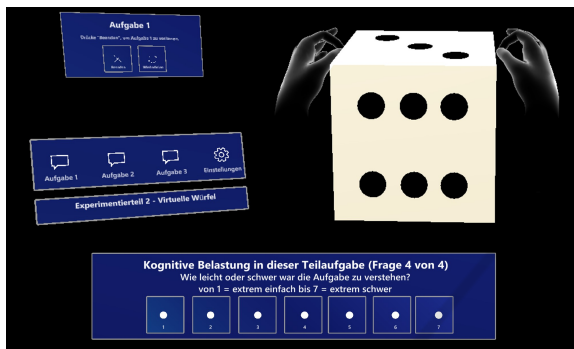 Aufgabe 1
Drücke "Beenden", um Aufgabe 1 zu verlassen.
Beenden
Aufgabe 1
Aufgabe 2
Aufgabe 3
Einstellungen
Experimentierteil 2 - Virtuelle Würfel
Kognitive Belastung in dieser Teilaufgabe (Frage 4 von 4)
Wie leicht oder schwer war die Aufgabe zu verstehen?
von 1 = extrem einfach bis 7 = extrem schwer
1
2
3
4
5
6
7